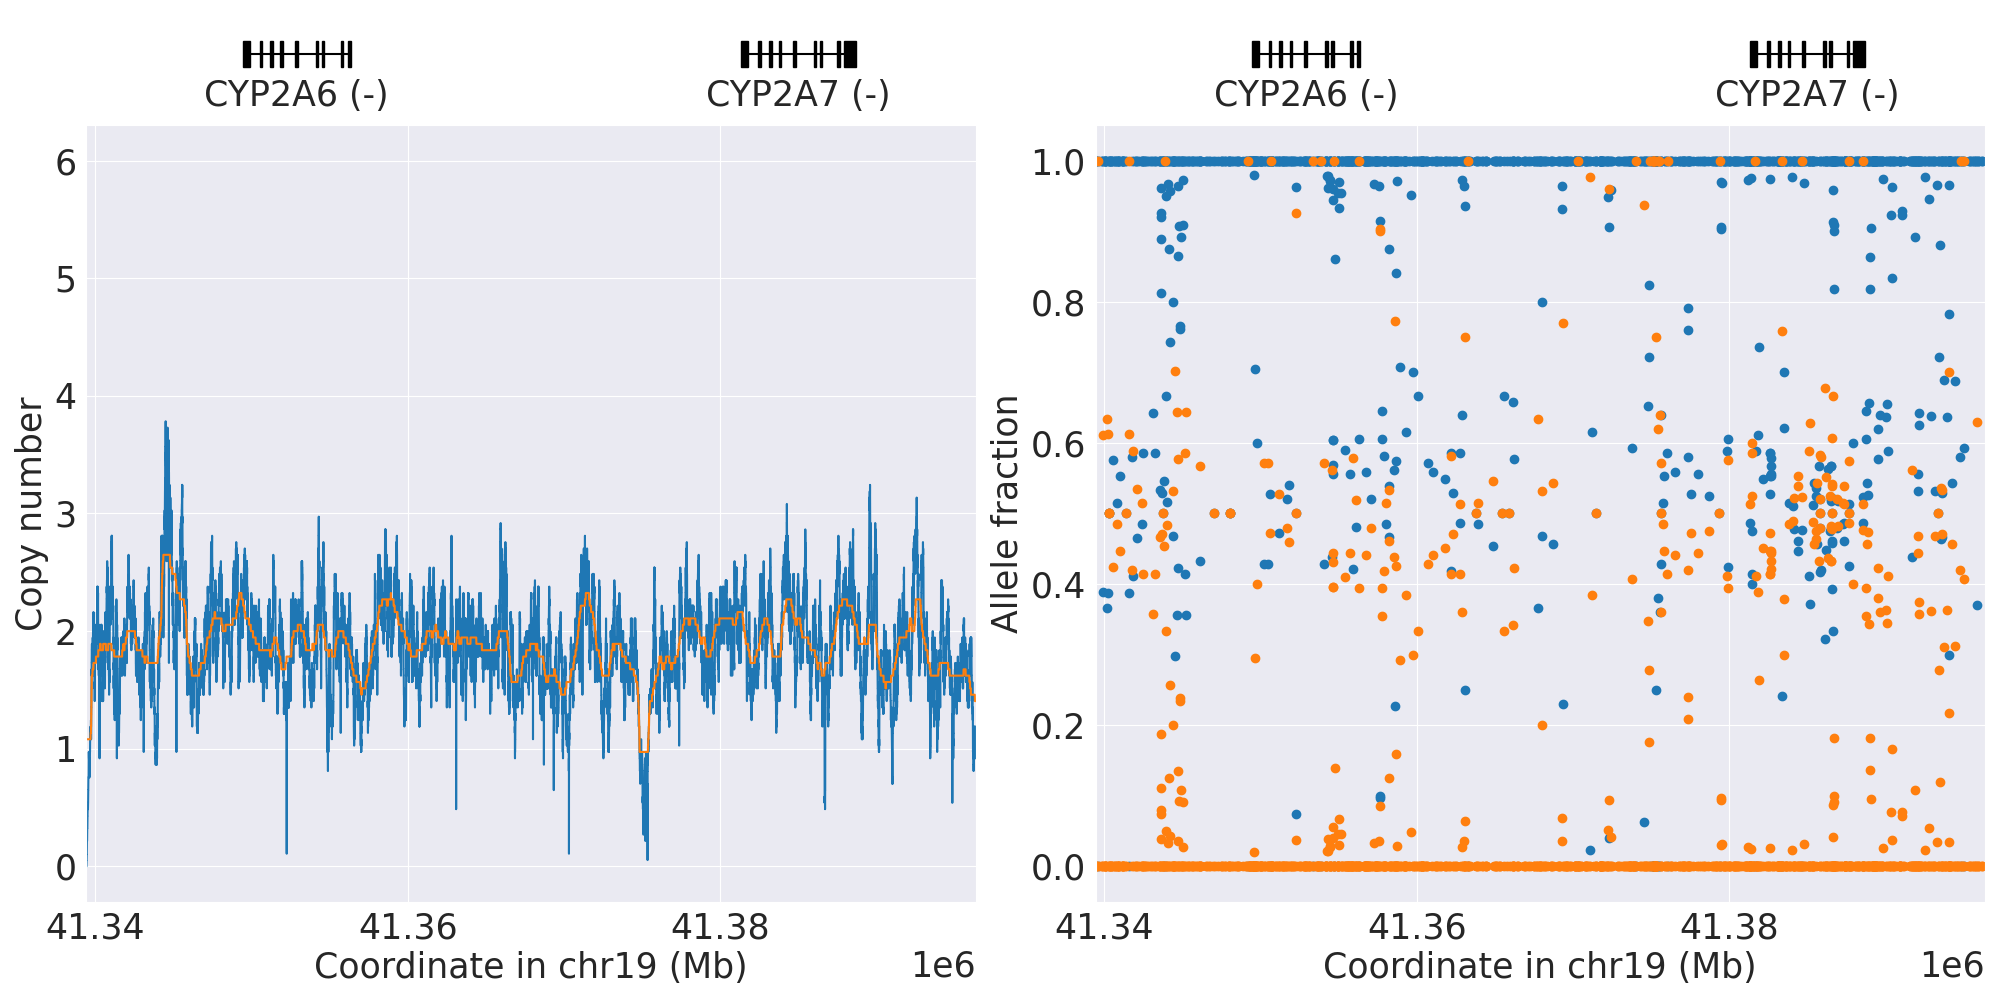 CYP2A6 (-) CYP2A7 (-)
Copy number
6
5
4
3
2
1
0
41.34 41.36 41.38
Coordinate in chr19 (Mb) 1e6
CYP2A6 (-) CYP2A7 (-)
Allele fraction
1.0
0.8
0.6
0.4
0.2
0.0
41.34 41.36 41.38
Coordinate in chr19 (Mb) 1e6